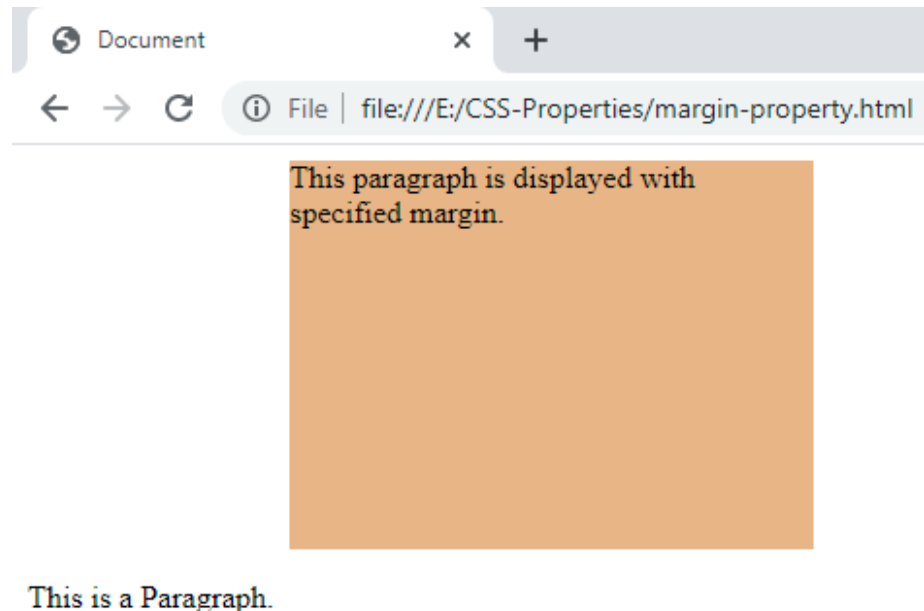 Document
File | file:///E:/CSS-Properties/margin-property.html
This paragraph is displayed with
specified margin.
This is a Paragraph.